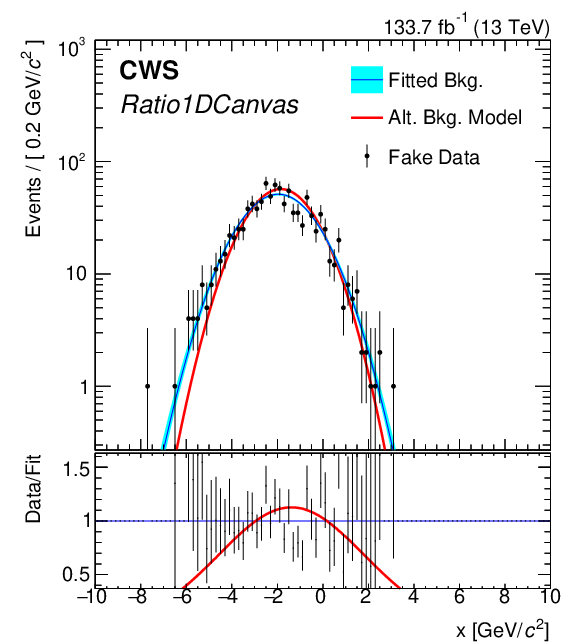 133.7 fb⁻¹ (13 TeV)
Events / [ 0.2 GeV/c² ]
10³
10²
10
1
CWS
Ratio1DCanvas
Fitted Bkg.
Alt. Bkg. Model
Fake Data
Data/Fit
1.5
1
0.5
−10 −8 −6 −4 −2 0 2 4 6 8 10
x [GeV/c²]